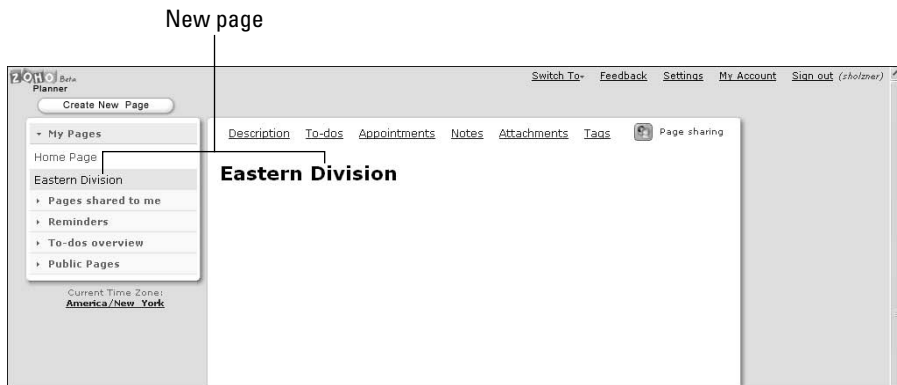 New page
ZOHO Beta
Planner
Switch To Feedback Settings My Account Sign out (sholzner)
Create New Page
My Pages
Home Page
Eastern Division
Pages shared to me
Reminders
To-dos overview
Public Pages
Current Time Zone:
America/New York
Description To-dos Appointments Notes Attachments Tags Page sharing
Eastern Division